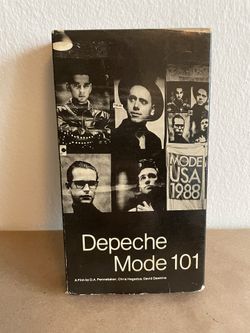 MODE
USA
1988
Depeche
Mode 101
A Film by D.A. Pennebaker, Chris Hegedus, David Dawkins